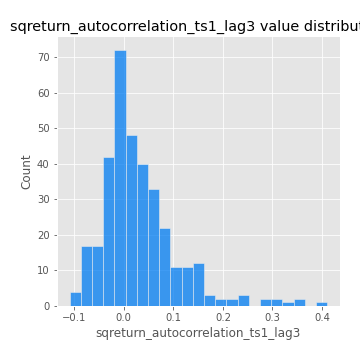 sqreturn_autocorrelation_ts1_lag3 value distribut
70
60
50
40
30
20
10
0
Count
−0.1 0.0 0.1 0.2 0.3 0.4
sqreturn_autocorrelation_ts1_lag3